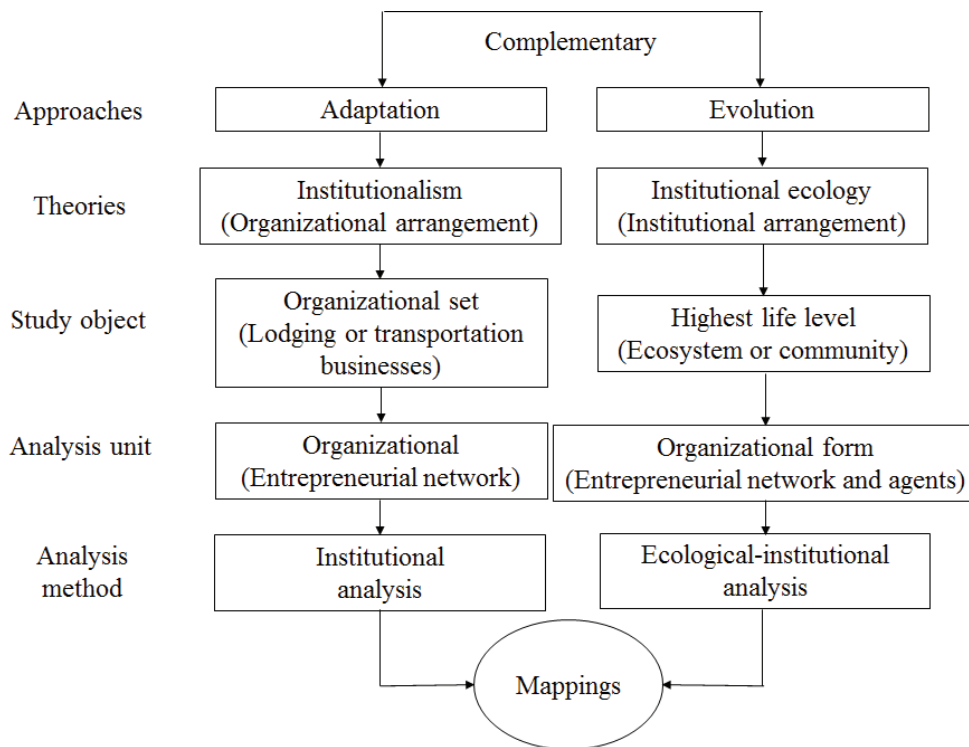 Complementary
Approaches
Adaptation
Evolution
Theories
Institutionalism
(Organizational arrangement)
Institutional ecology
(Institutional arrangement)
Study object
Organizational set
(Lodging or transportation
businesses)
Highest life level
(Ecosystem or community)
Analysis unit
Organizational
(Entrepreneurial network)
Organizational form
(Entrepreneurial network and agents)
Analysis
method
Institutional
analysis
Ecological-institutional
analysis
Mappings